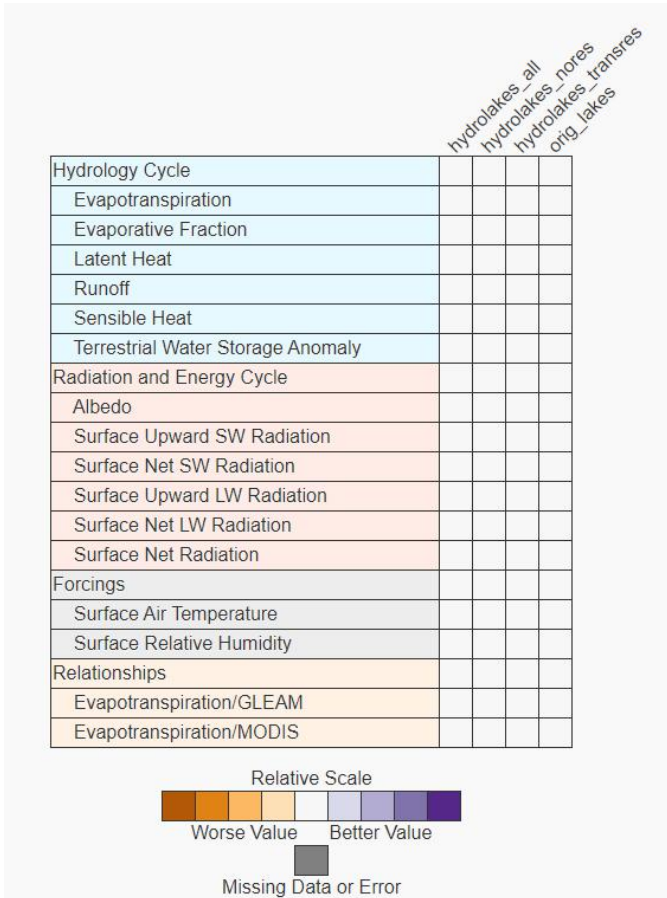 hydrolakes_all
hydrolakes_nores
hydrolakes_transres
orig_lakes
Hydrology Cycle
Evapotranspiration
Evaporative Fraction
Latent Heat
Runoff
Sensible Heat
Terrestrial Water Storage Anomaly
Radiation and Energy Cycle
Albedo
Surface Upward SW Radiation
Surface Net SW Radiation
Surface Upward LW Radiation
Surface Net LW Radiation
Surface Net Radiation
Forcings
Surface Air Temperature
Surface Relative Humidity
Relationships
Evapotranspiration/GLEAM
Evapotranspiration/MODIS
Relative Scale
Worse Value Better Value
Missing Data or Error